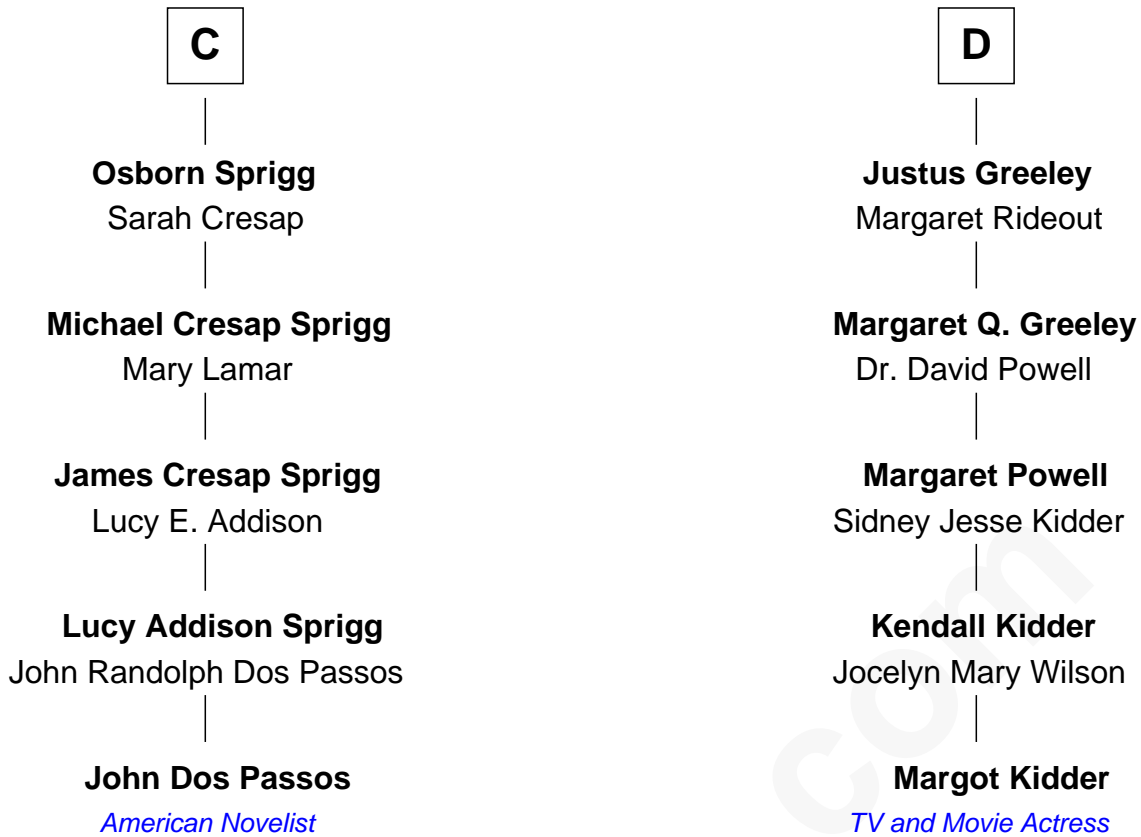 C
Osborn Sprigg
Sarah Cresap
Michael Cresap Sprigg
Mary Lamar
James Cresap Sprigg
Lucy E. Addison
Lucy Addison Sprigg
John Randolph Dos Passos
John Dos Passos
American Novelist
D
Justus Greeley
Margaret Rideout
Margaret Q. Greeley
Dr. David Powell
Margaret Powell
Sidney Jesse Kidder
Kendall Kidder
Jocelyn Mary Wilson
Margot Kidder
TV and Movie Actress
com